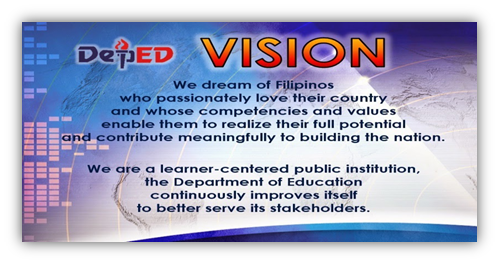 DepED VISION
We dream of Filipinos
who passionately love their country
and whose competencies and values
enable them to realize their full potential
and contribute meaningfully to building the nation.
We are a learner-centered public institution,
the Department of Education
continuously improves itself
to better serve its stakeholders.